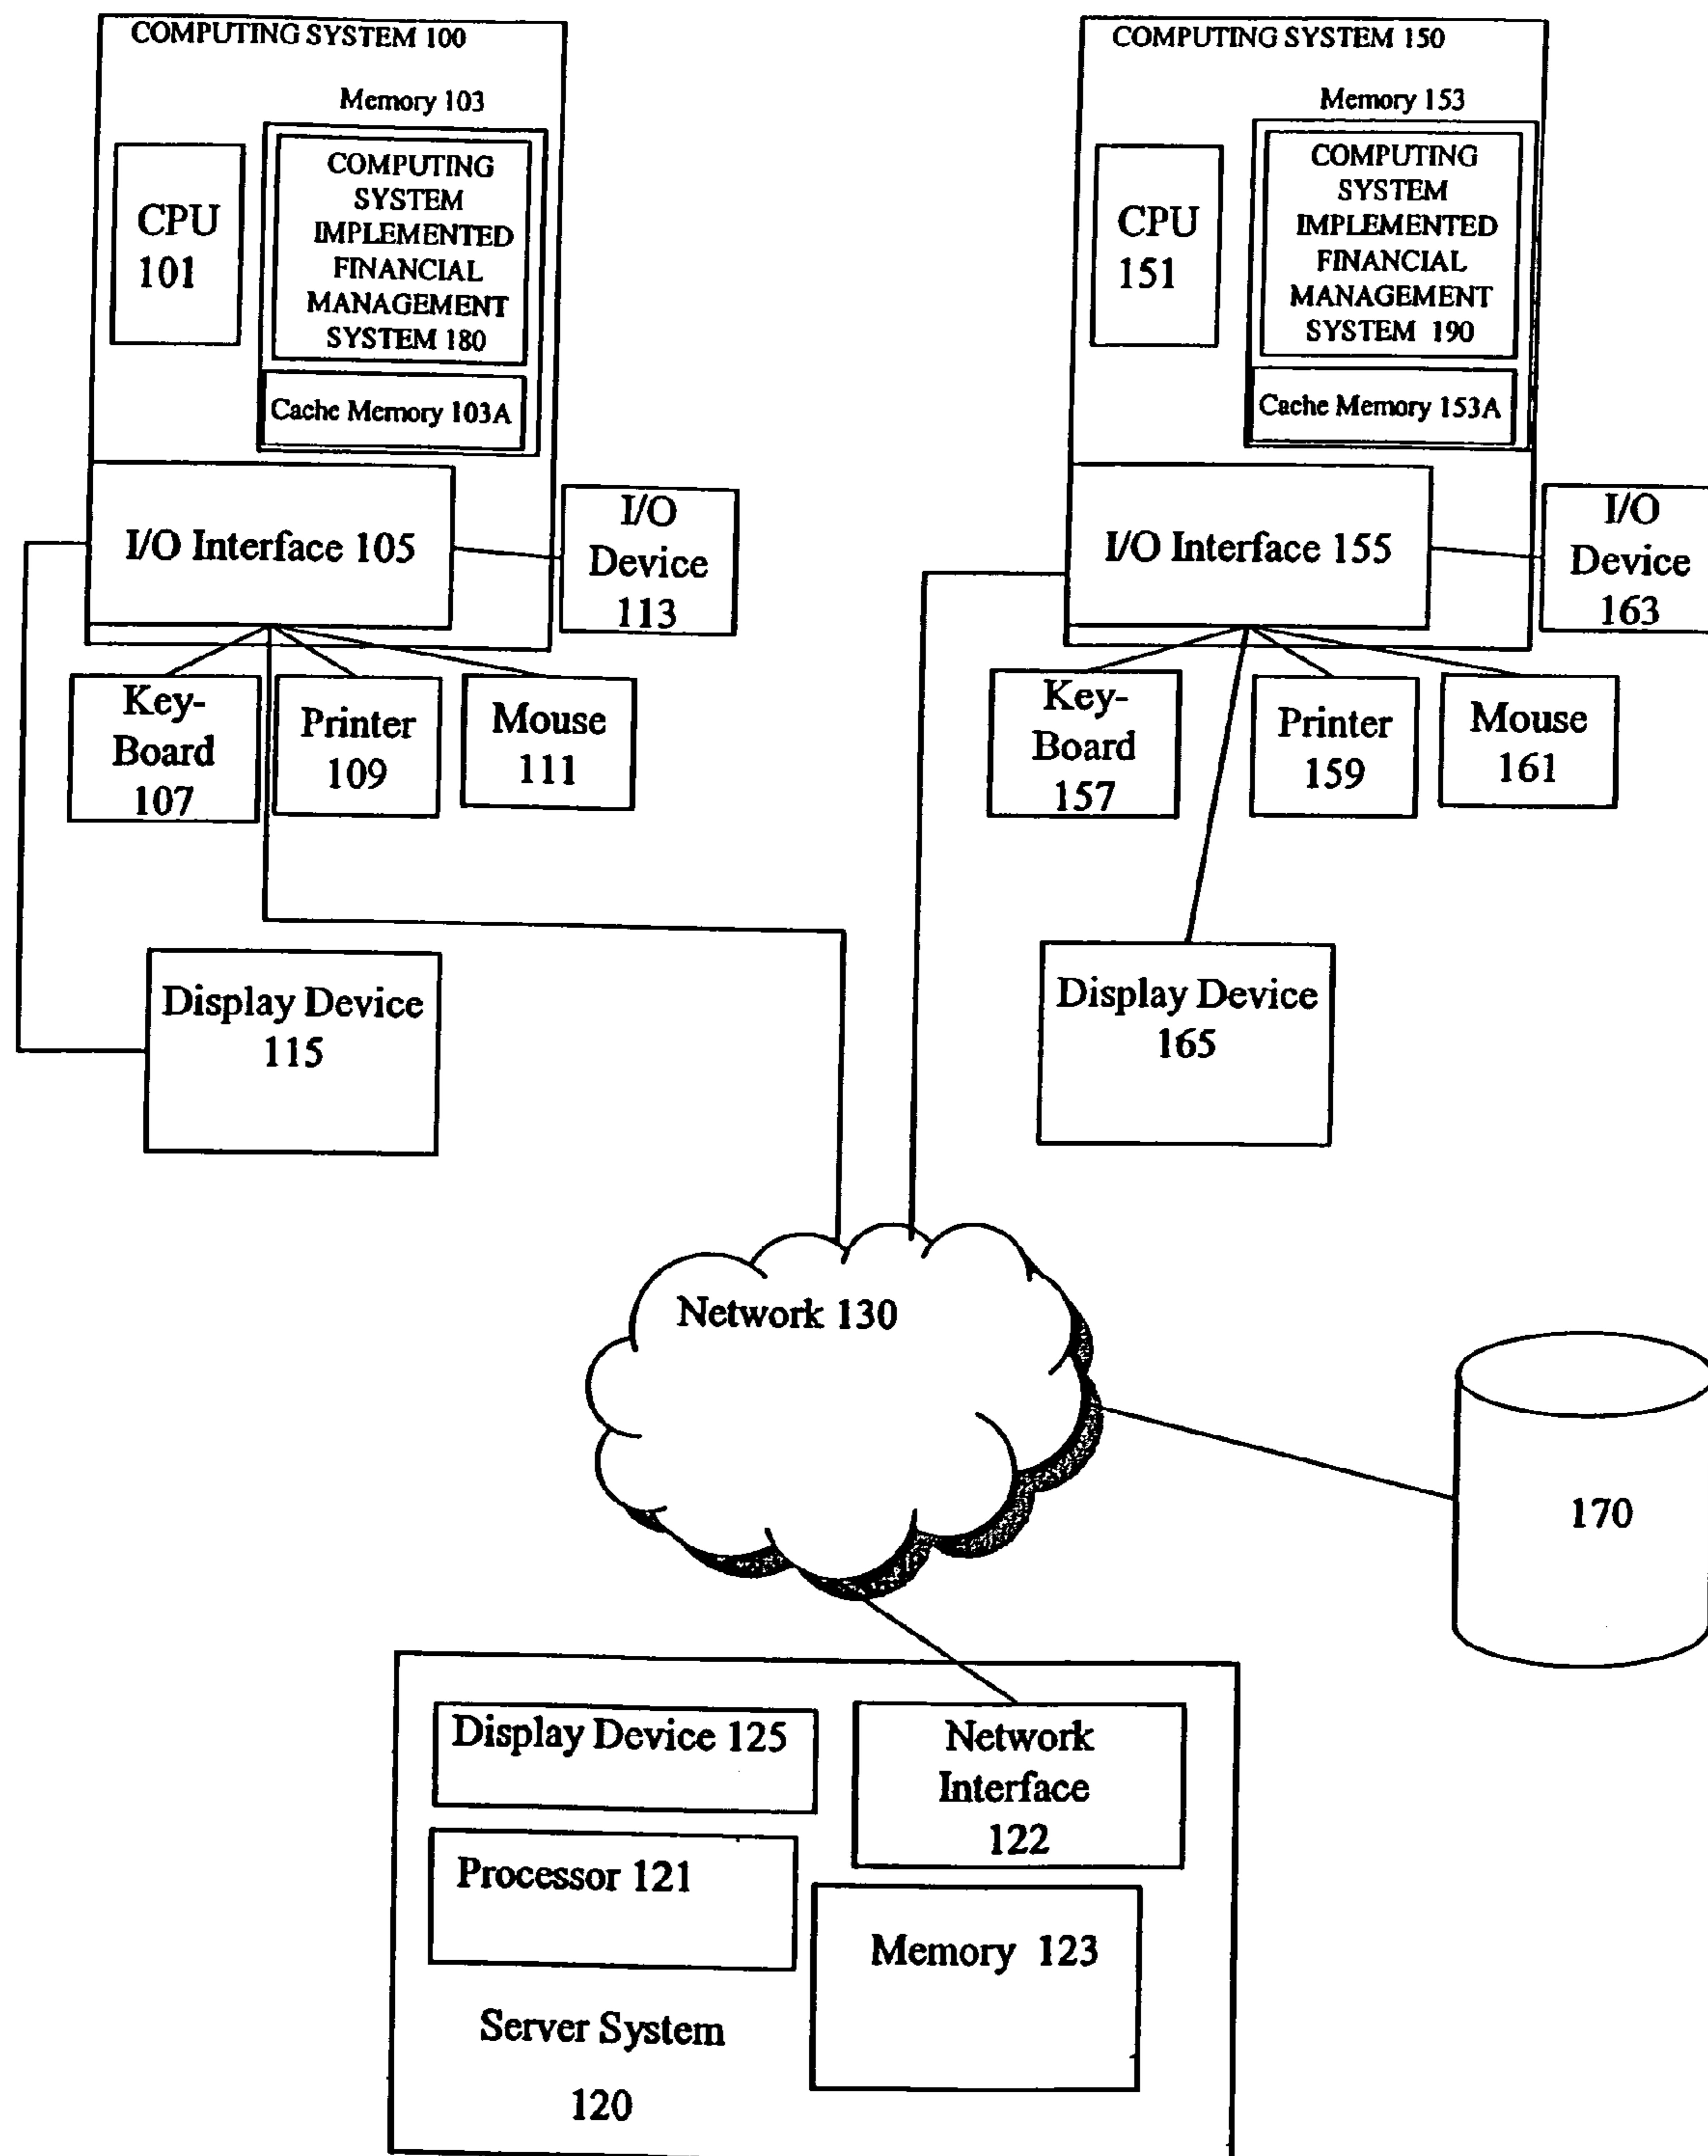 COMPUTING SYSTEM 100
Memory 103
CPU
101
COMPUTING
SYSTEM
IMPLEMENTED
FINANCIAL
MANAGEMENT
SYSTEM 180
Cache Memory 103A
I/O Interface 105
I/O
Device
113
Key-
Board
107
Printer
109
Mouse
111
Display Device
115
COMPUTING SYSTEM 150
Memory 153
CPU
151
COMPUTING
SYSTEM
IMPLEMENTED
FINANCIAL
MANAGEMENT
SYSTEM 190
Cache Memory 153A
I/O Interface 155
I/O
Device
163
Key-
Board
157
Printer
159
Mouse
161
Display Device
165
Network 130
170
Display Device 125
Network
Interface
122
Processor 121
Memory 123
Server System
120